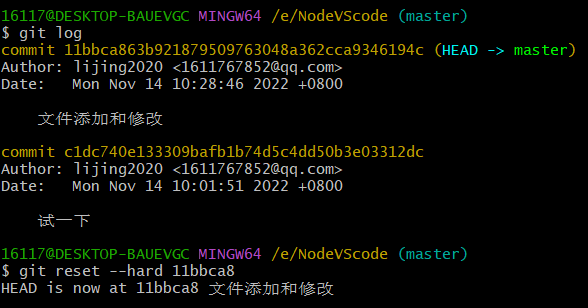 16117@DESKTOP-BAUEVGC MINGW64 /e/NodeVScode (master)
$ git log
commit 11bbca863b921879509763048a362cca9346194c (HEAD -> master)
Author: lijing2020 <1611767852@qq.com>
Date:   Mon Nov 14 10:28:46 2022 +0800
文件添加和修改
commit c1dc740e133309bafb1b74d5c4dd50b3e03312dc
Author: lijing2020 <1611767852@qq.com>
Date:   Mon Nov 14 10:01:51 2022 +0800
试一下
16117@DESKTOP-BAUEVGC MINGW64 /e/NodeVScode (master)
$ git reset --hard 11bbca8
HEAD is now at 11bbca8 文件添加和修改